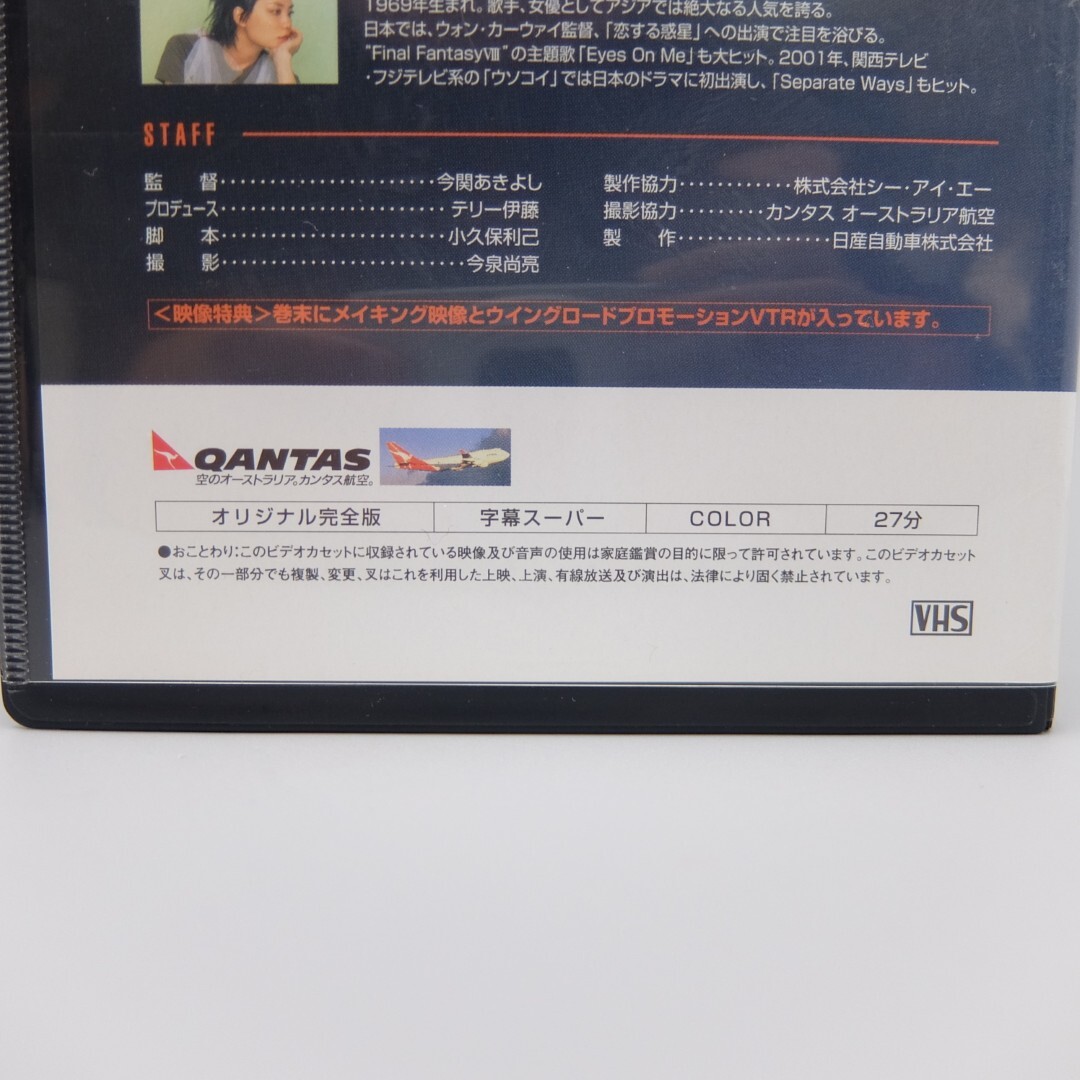 1969年生まれ。歌手、女優としてアジアでは絶大なる人気を誇る。
日本では、ウォン・カーウァイ監督、「恋する惑星」への出演で注目を浴びる。
"Final FantasyⅧ"の主題歌「Eyes On Me」も大ヒット。2001年、関西テレビ
・フジテレビ系の「ウソコイ」では日本のドラマに初出演し、「Separate Ways」もヒット。
STAFF
監 督・・・・・・・・・・・・・・・・・・・・・・今関あきよし
プロデュース・・・・・・・・・・・・・・・・・・・・・・テリー伊藤
脚 本・・・・・・・・・・・・・・・・・・・・・・小久保利己
撮 影・・・・・・・・・・・・・・・・・・・・・・・・今泉尚亮
製作協力・・・・・・・・・・・・株式会社シー・アイ・エー
撮影協力・・・・・・・・・カンタス オーストラリア航空
製 作・・・・・・・・・・・・・・・日産自動車株式会社
<映像特典>巻末にメイキング映像とウイングロードプロモーションVTRが入っています。
QANTAS
空のオーストラリア。カンタス航空。
オリジナル完全版 字幕スーパー COLOR 27分
●おことわり:このビデオカセットに収録されている映像及び音声の使用は家庭鑑賞の目的に限って許可されています。このビデオカセット
又は、その一部分でも複製、変更、又はこれを利用した上映、上演、有線放送及び演出は、法律により固く禁止されています。
VHS